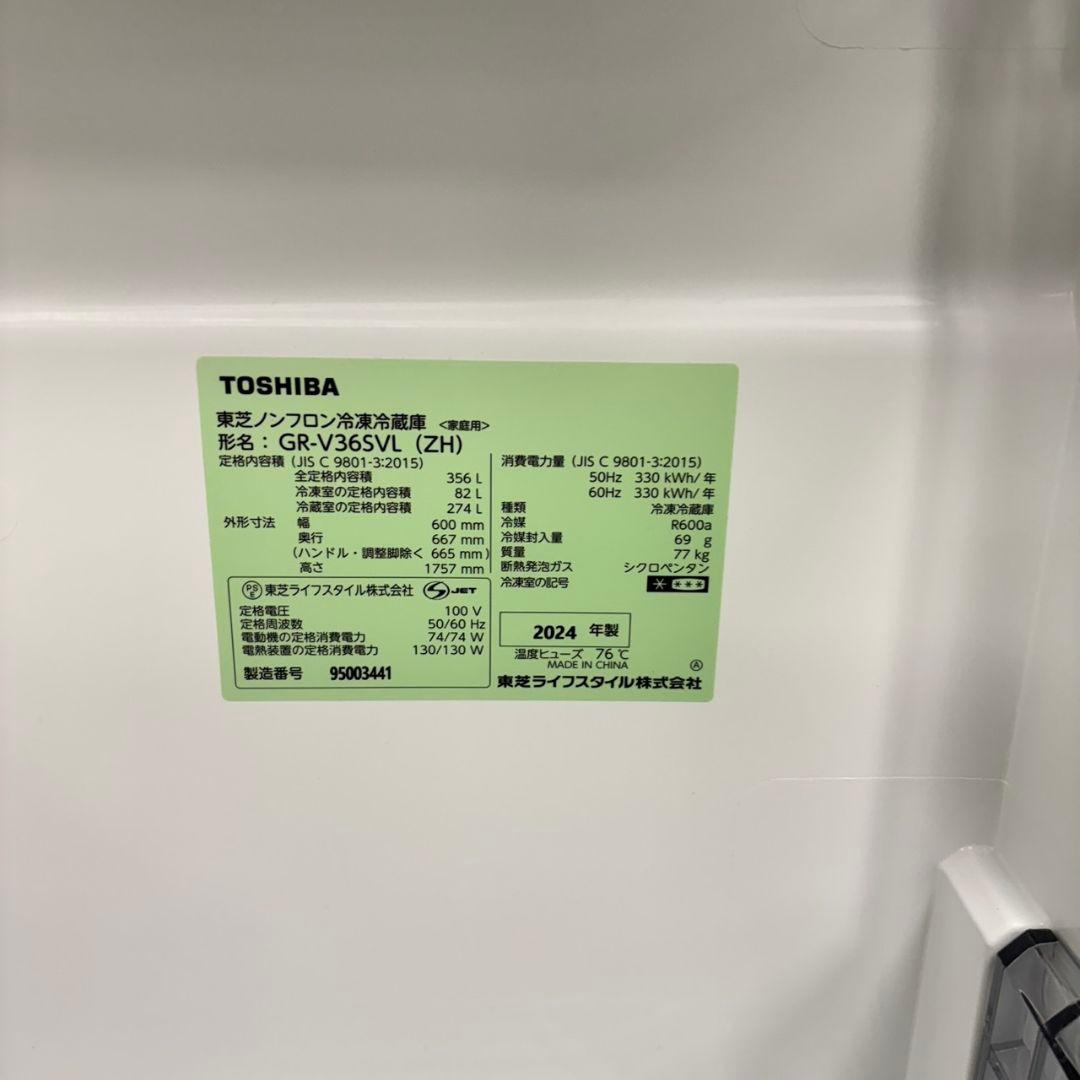 TOSHIBA
東芝ノンフロン冷凍冷蔵庫 <家庭用>
形名： GR-V36SVL (ZH)
定格内容積 (JIS C 9801-3:2015)
全定格内容積 356 L
冷凍室の定格内容積 82 L
冷蔵室の定格内容積 274 L
外形寸法 幅 600 mm
奥行 667 mm
(ハンドル・調整脚除く 665 mm)
高さ 1757 mm
PSE 東芝ライフスタイル株式会社 S JET
定格電圧 100 V
定格周波数 50/60 Hz
電動機の定格消費電力 74/74 W
電熱装置の定格消費電力 130/130 W
製造番号 95003441
消費電力量 (JIS C 9801-3:2015)
50Hz 330 kWh/年
60Hz 330 kWh/年
種類 冷凍冷蔵庫
冷媒 R600a
冷媒封入量 69 g
質量 77 kg
断熱発泡ガス シクロペンタン
冷凍室の記号
2024 年製
温度ヒューズ 76 ℃
MADE IN CHINA Ⓐ
東芝ライフスタイル株式会社